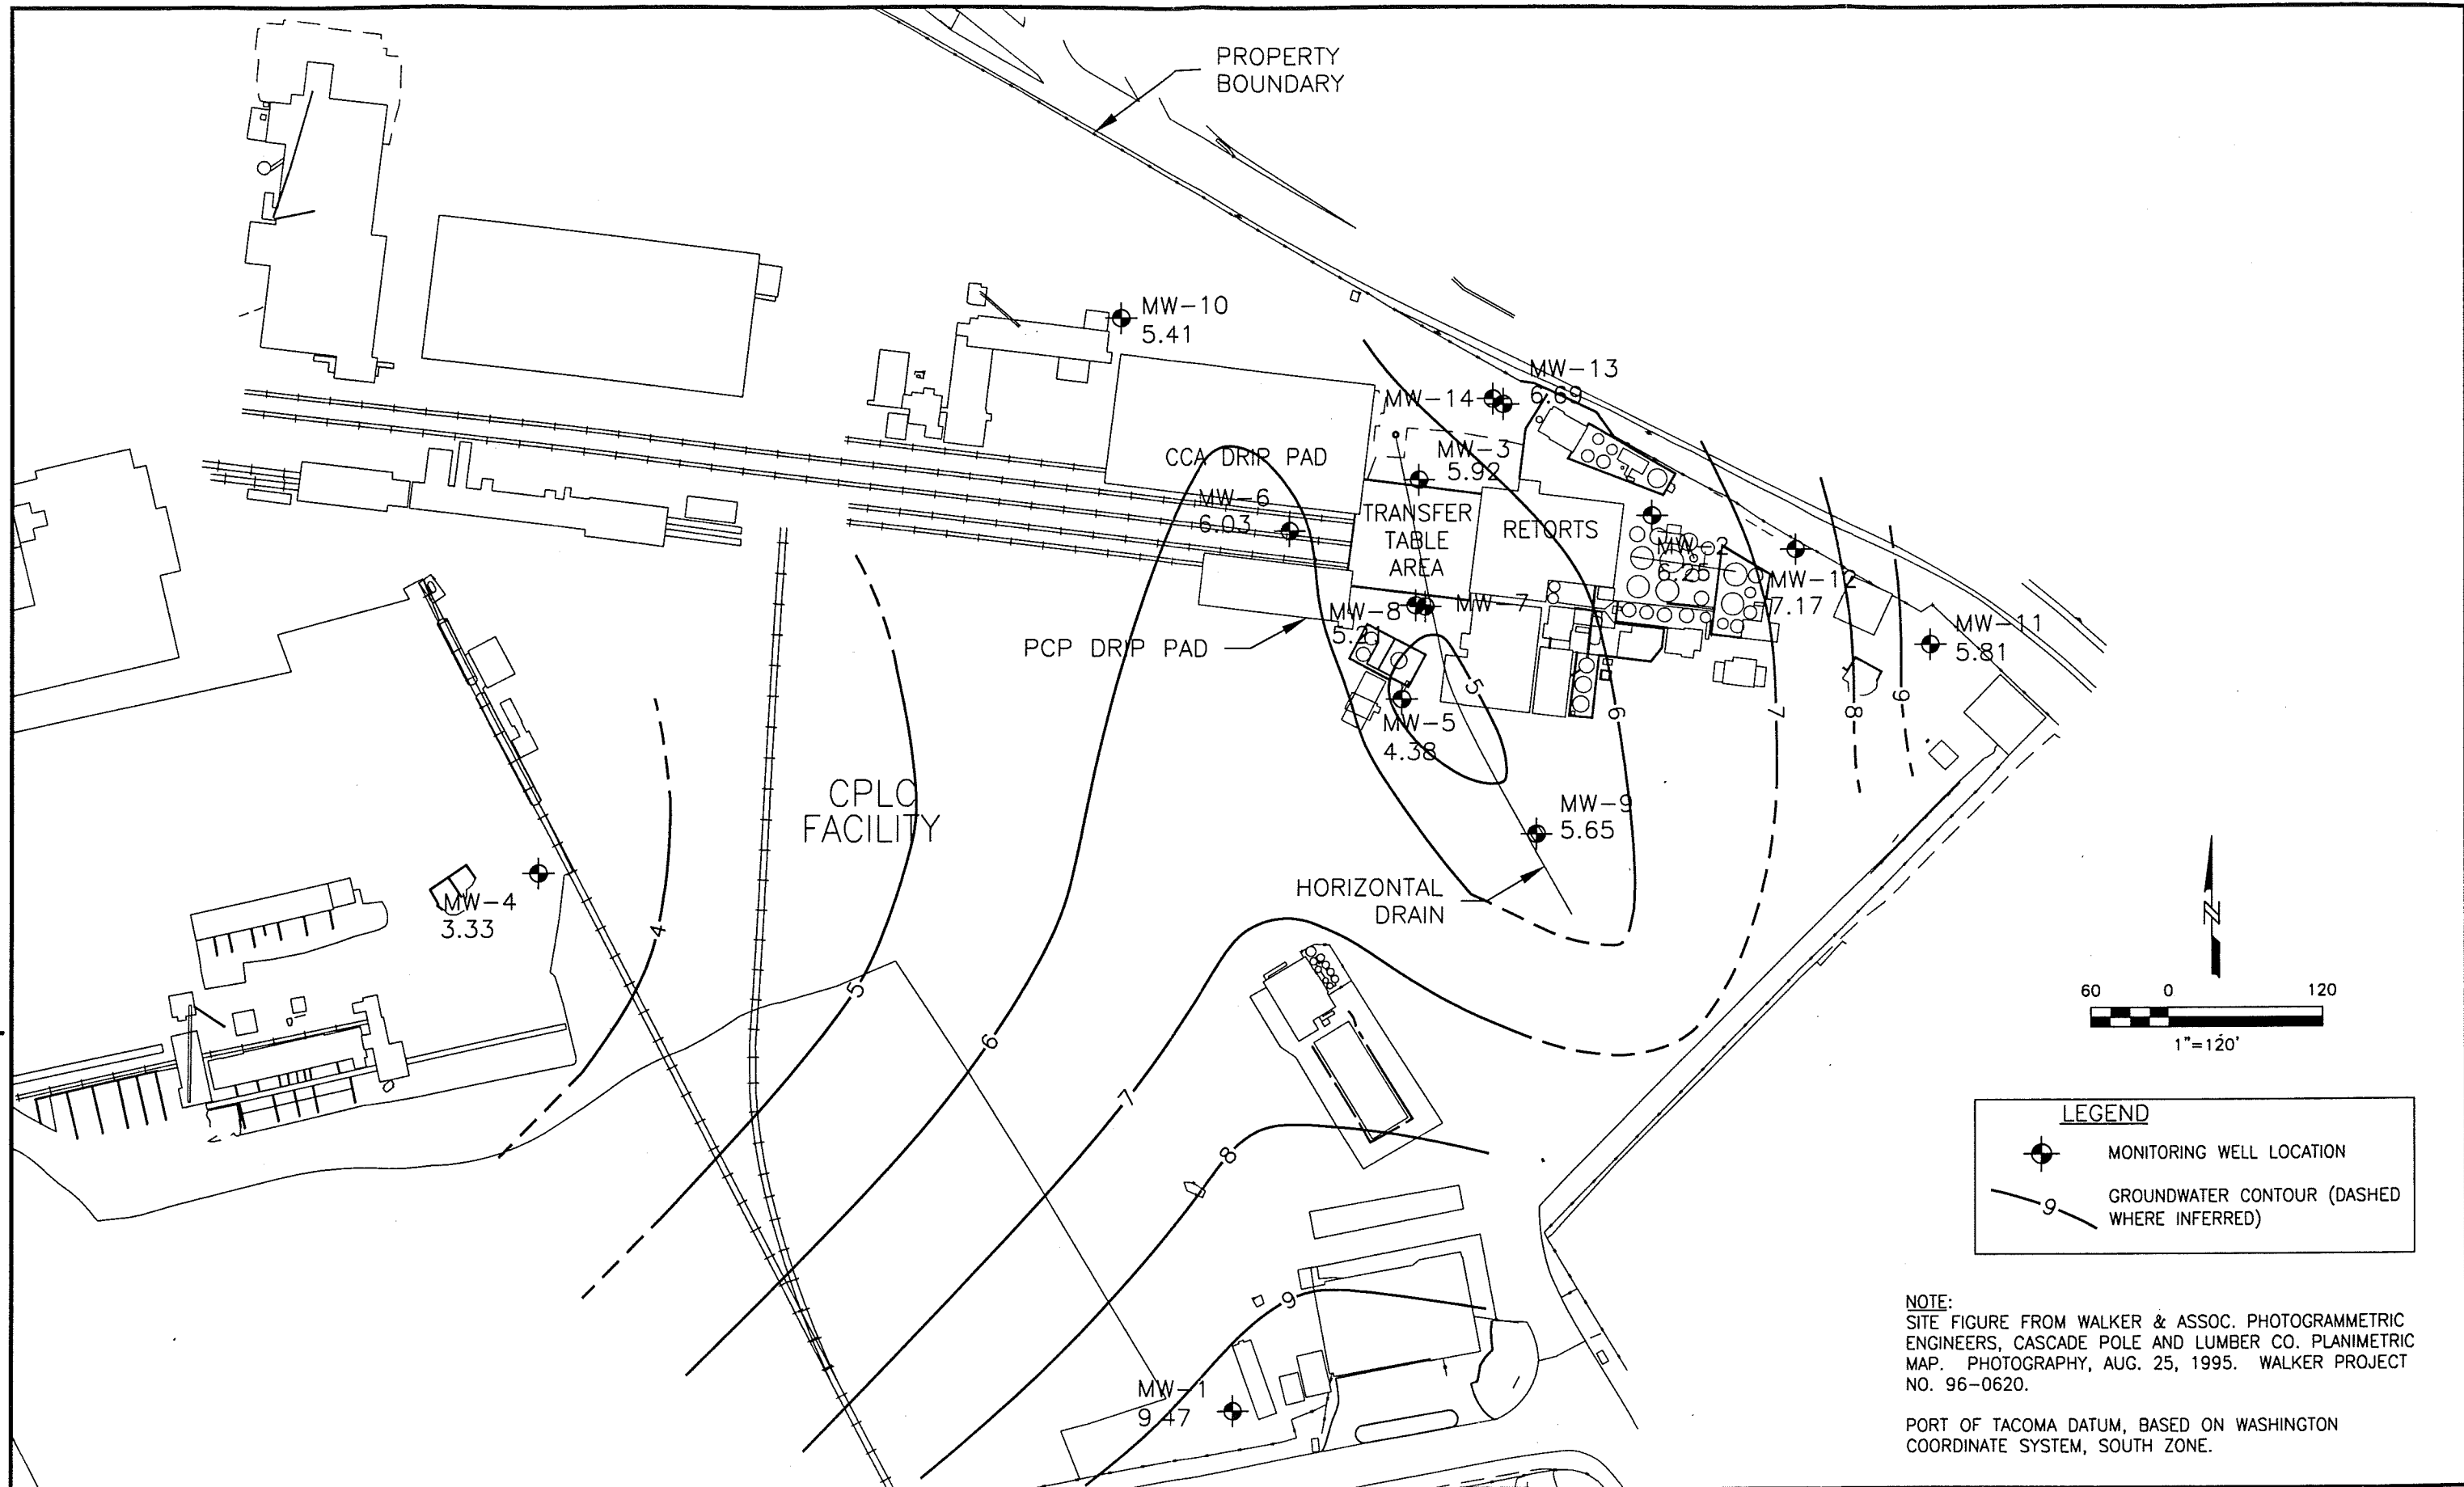 PROPERTY
BOUNDARY
MW-10
5.41
MW-13
6.69
MW-14
MW-3
5.92
CCA DRIP PAD
MW-6
6.03
TRANSFER
TABLE
AREA
RETORTS
MW-2
6.25
MW-12
7.17
MW-11
5.81
MW-8
MW-7
PCP DRIP PAD
5
6
7
8
9
MW-5
4.38
CPLC
FACILITY
MW-9
5.65
HORIZONTAL
DRAIN
MW-4
3.33
4
5
6
7
8
9
MW-1
9.47
N
60 0 120
1"=120'
LEGEND
MONITORING WELL LOCATION
9
GROUNDWATER CONTOUR (DASHED
WHERE INFERRED)
NOTE:
SITE FIGURE FROM WALKER & ASSOC. PHOTOGRAMMETRIC
ENGINEERS, CASCADE POLE AND LUMBER CO. PLANIMETRIC
MAP. PHOTOGRAPHY, AUG. 25, 1995. WALKER PROJECT
NO. 96-0620.
PORT OF TACOMA DATUM, BASED ON WASHINGTON
COORDINATE SYSTEM, SOUTH ZONE.